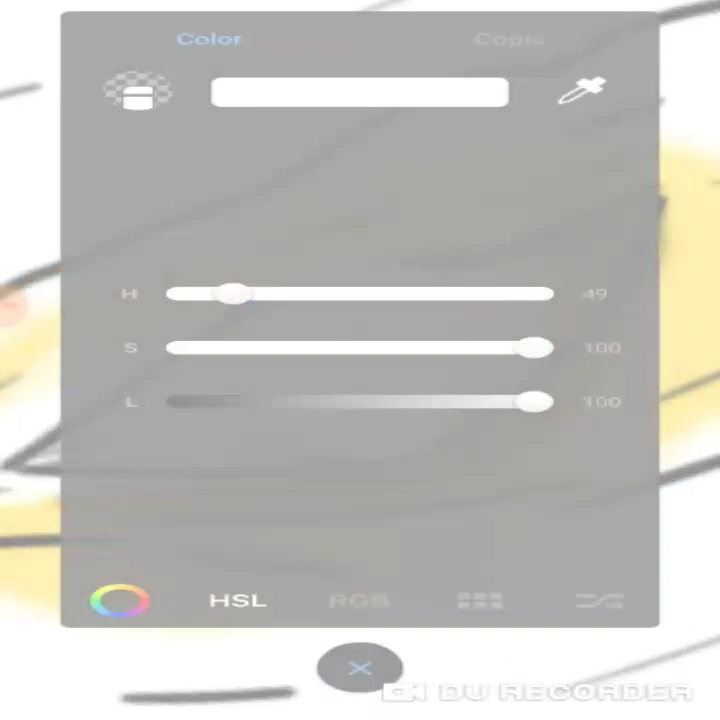 Color Copic
H 49
S 100
L 100
HSL RGB
DU RECORDER